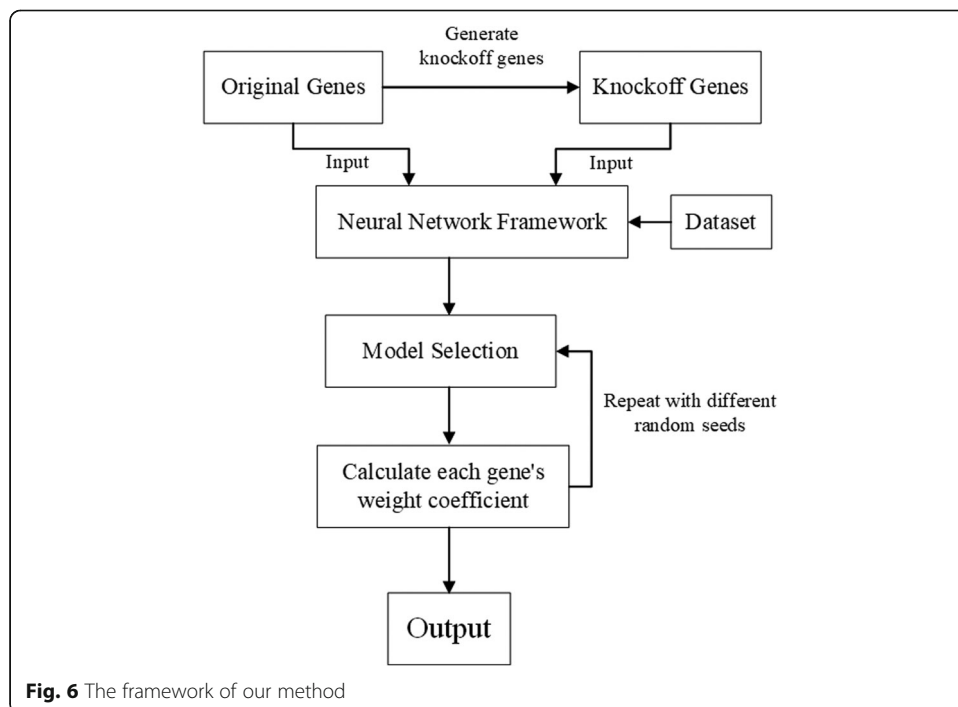 Generate
knockoff genes
Original Genes
Knockoff Genes
Input
Input
Neural Network Framework
Dataset
Model Selection
Repeat with different
random seeds
Calculate each gene's
weight coefficient
Output
Fig. 6 The framework of our method